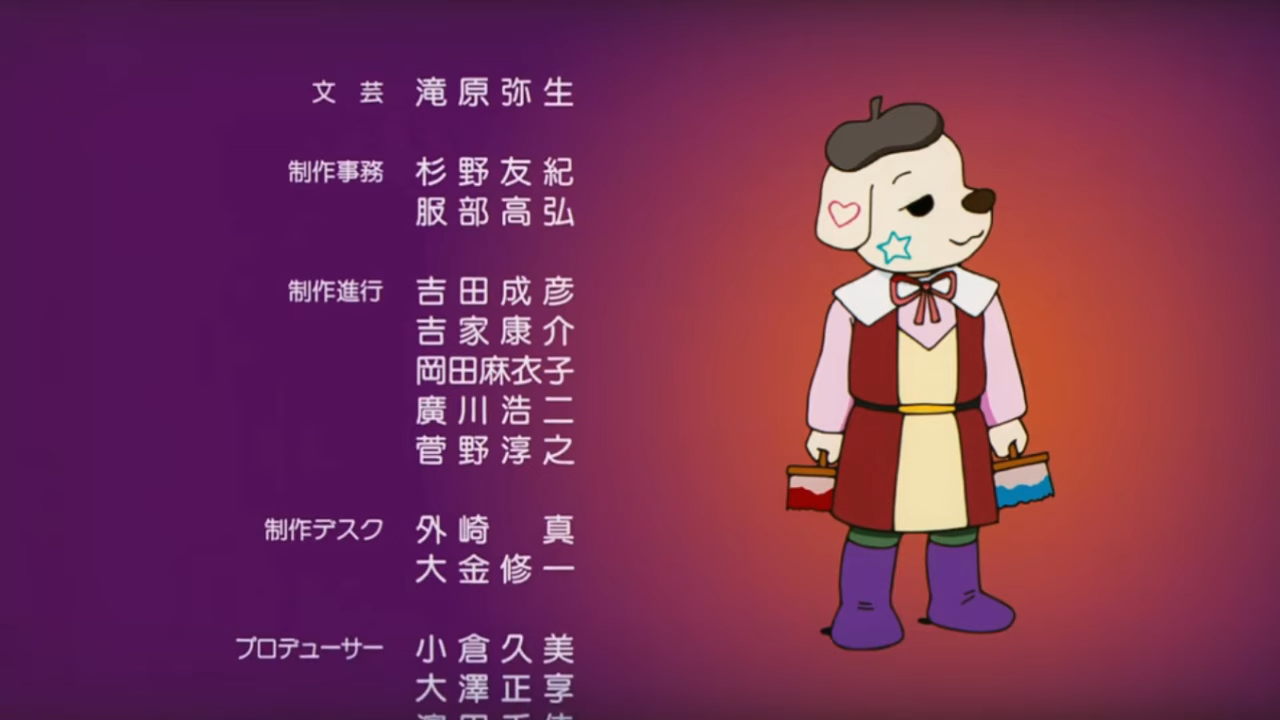 文芸 滝原弥生
制作事務 杉野友紀
服部高弘
制作進行 吉田成彦
吉家康介
岡田麻衣子
廣川浩二
菅野淳之
制作デスク 外崎 真
大金修一
プロデューサー 小倉久美
大澤正享